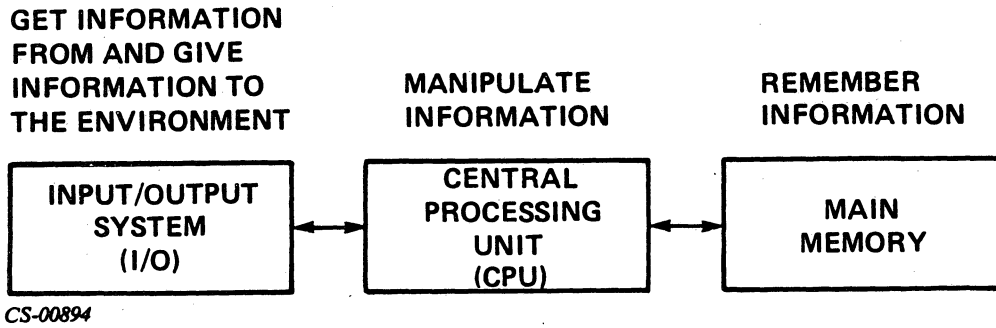 GET INFORMATION
FROM AND GIVE
INFORMATION TO
THE ENVIRONMENT
MANIPULATE
INFORMATION
REMEMBER
INFORMATION
INPUT/OUTPUT
SYSTEM
(I/O)
CENTRAL
PROCESSING
UNIT
(CPU)
MAIN
MEMORY
CS-00894